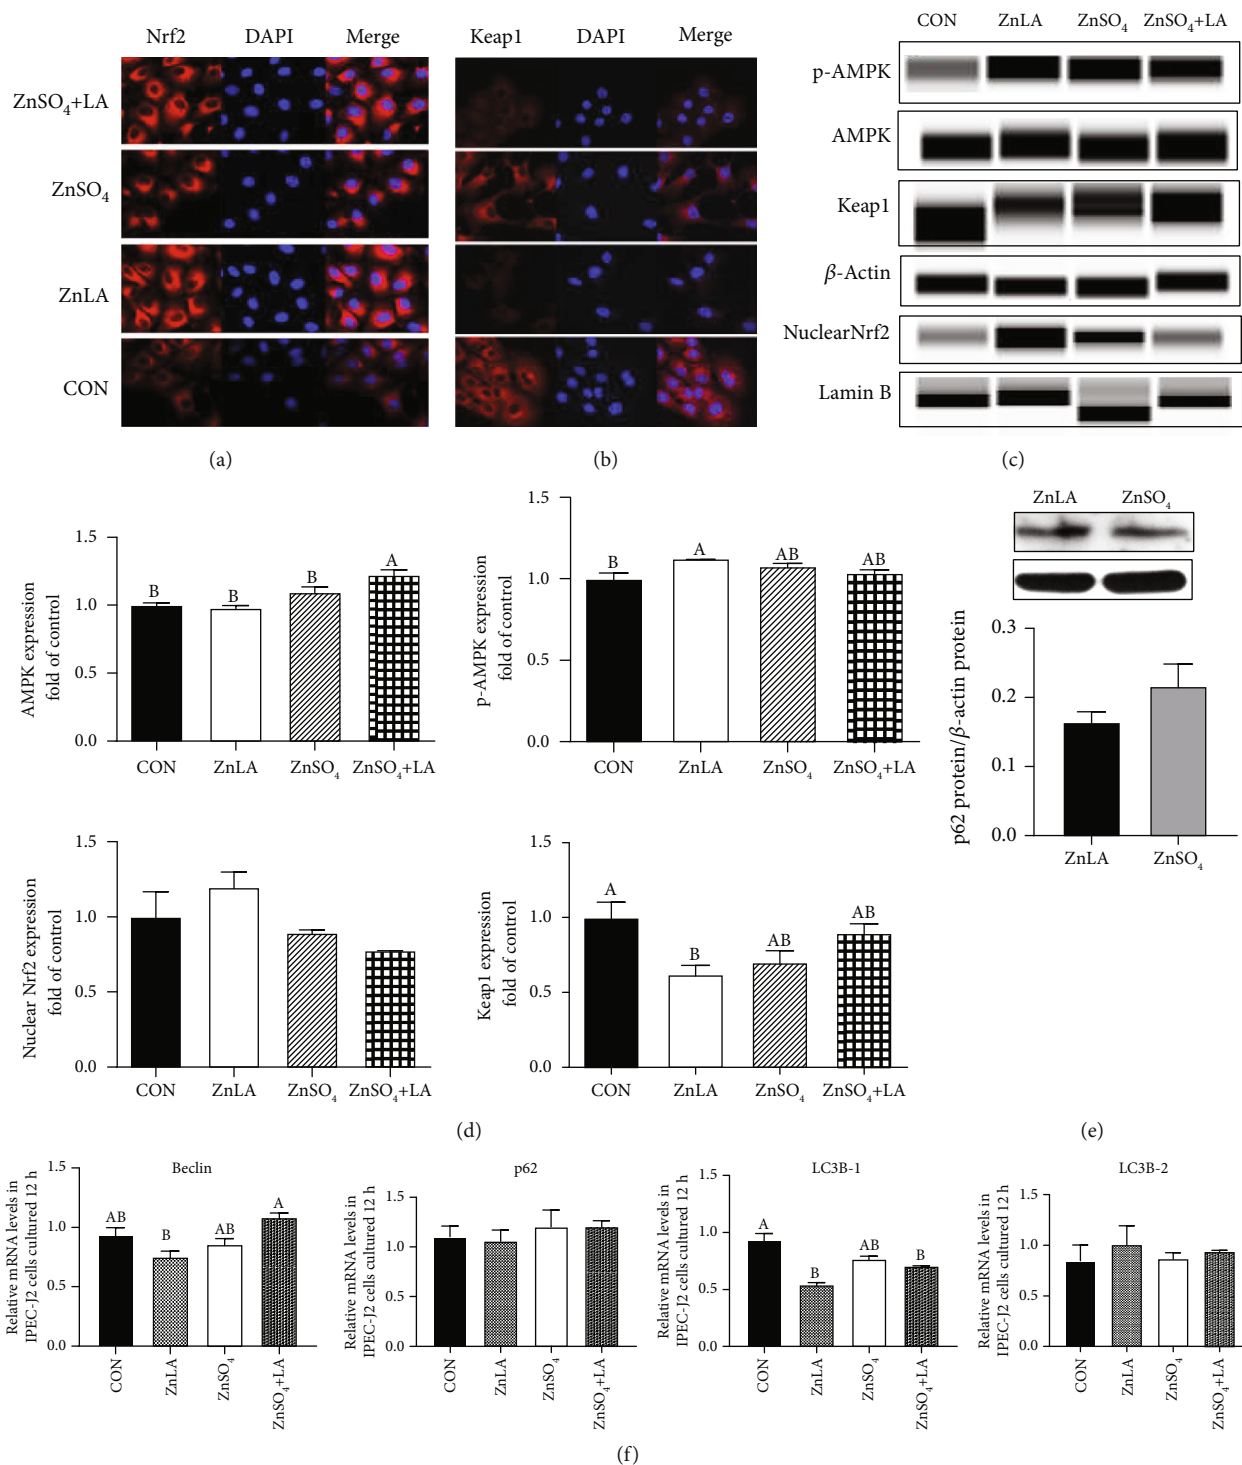 Nrf2 DAPI Merge
ZnSO4+LA
ZnSO4
ZnLA
CON
(a)
Keap1 DAPI Merge
(b)
CON ZnLA ZnSO4 ZnSO4+LA
p-AMPK
AMPK
Keap1
β-Actin
NuclearNrf2
Lamin B
(c)
AMPK expression
fold of control
1.5
1.0
0.5
0.0
B B B A
CON ZnLA ZnSO4 ZnSO4+LA
p-AMPK expression
fold of control
1.5
1.0
0.5
0.0
B A AB AB
CON ZnLA ZnSO4 ZnSO4+LA
Nuclear Nrf2 expression
fold of control
1.5
1.0
0.5
0.0
CON ZnLA ZnSO4 ZnSO4+LA
Keap1 expression
fold of control
1.5
1.0
0.5
0.0
A B AB AB
CON ZnLA ZnSO4 ZnSO4+LA
(d)
ZnLA ZnSO4
p62 protein/β-actin protein
0.3
0.2
0.1
0.0
ZnLA ZnSO4
(e)
Beclin
Relative mRNA levels in
IPEC-J2 cells cultured 12 h
1.5
1.0
0.5
0.0
AB B AB A
CON ZnLA ZnSO4 ZnSO4+LA
p62
Relative mRNA levels in
IPEC-J2 cells cultured 12 h
1.5
1.0
0.5
0.0
CON ZnLA ZnSO4 ZnSO4+LA
LC3B-1
Relative mRNA levels in
IPEC-J2 cells cultured 12 h
1.5
1.0
0.5
0.0
A B AB B
CON ZnLA ZnSO4 ZnSO4+LA
LC3B-2
Relative mRNA levels in
IPEC-J2 cells cultured 12 h
1.5
1.0
0.5
0.0
CON ZnLA ZnSO4 ZnSO4+LA
(f)